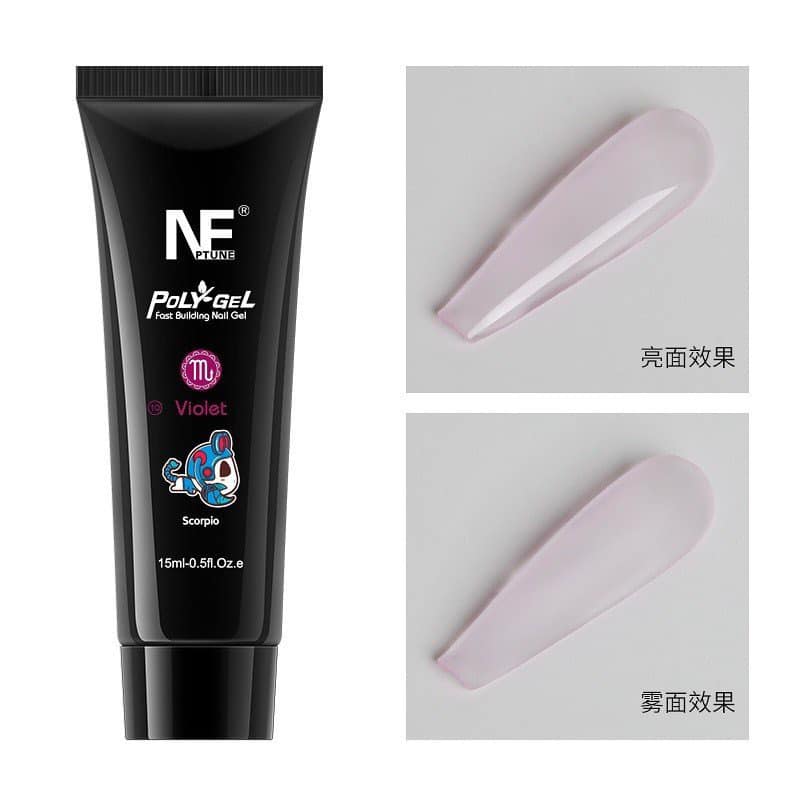 NF®
PTUNE
POLY-GEL
Fast Building Nail Gel
♏
10 Violet
Scorpio
15ml-0.5fl.Oz.e
亮面效果
雾面效果